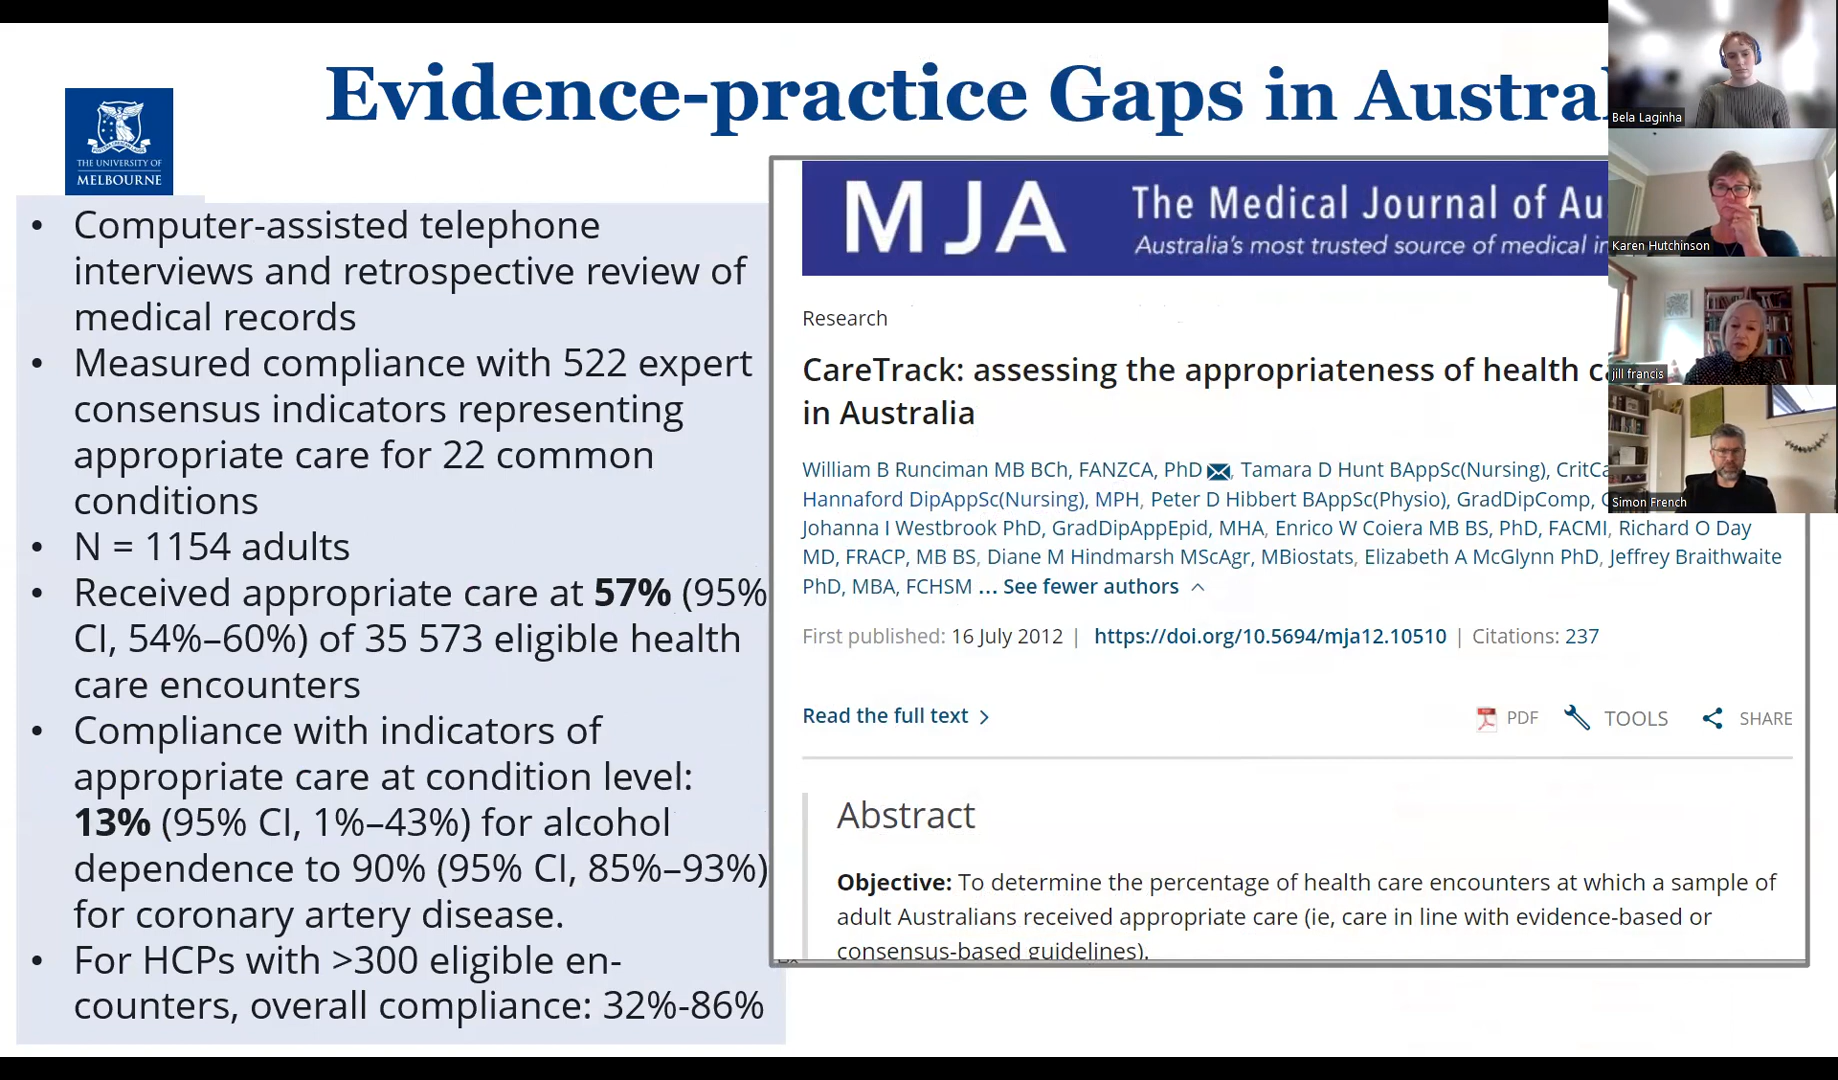 Evidence-practice Gaps in Austral
THE UNIVERSITY OF
MELBOURNE
• Computer-assisted telephone
interviews and retrospective review of
medical records
• Measured compliance with 522 expert
consensus indicators representing
appropriate care for 22 common
conditions
• N = 1154 adults
• Received appropriate care at 57% (95%
CI, 54%–60%) of 35 573 eligible health
care encounters
• Compliance with indicators of
appropriate care at condition level:
13% (95% CI, 1%–43%) for alcohol
dependence to 90% (95% CI, 85%–93%)
for coronary artery disease.
• For HCPs with >300 eligible en-
counters, overall compliance: 32%-86%
MJA
The Medical Journal of Au
Australia's most trusted source of medical in
Research
CareTrack: assessing the appropriateness of health ca
in Australia
William B Runciman MB BCh, FANZCA, PhD, Tamara D Hunt BAppSc(Nursing), CritCa
Hannaford DipAppSc(Nursing), MPH, Peter D Hibbert BAppSc(Physio), GradDipComp,
Johanna I Westbrook PhD, GradDipAppEpid, MHA, Enrico W Coiera MB BS, PhD, FACMI, Richard O Day
MD, FRACP, MB BS, Diane M Hindmarsh MScAgr, MBiostats, Elizabeth A McGlynn PhD, Jeffrey Braithwaite
PhD, MBA, FCHSM ... See fewer authors
First published: 16 July 2012 | https://doi.org/10.5694/mja12.10510 | Citations: 237
Read the full text
PDF TOOLS SHARE
Abstract
Objective: To determine the percentage of health care encounters at which a sample of
adult Australians received appropriate care (ie, care in line with evidence-based or
consensus-based guidelines).
Bela Laginha
Karen Hutchinson
jill francis
Simon French